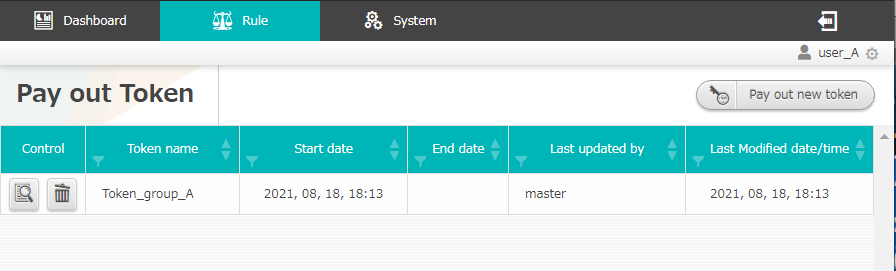 Dashboard Rule System
user_A
Pay out Token
Pay out new token
Control Token name Start date End date Last updated by Last Modified date/time
Token_group_A 2021, 08, 18, 18:13 master 2021, 08, 18, 18:13